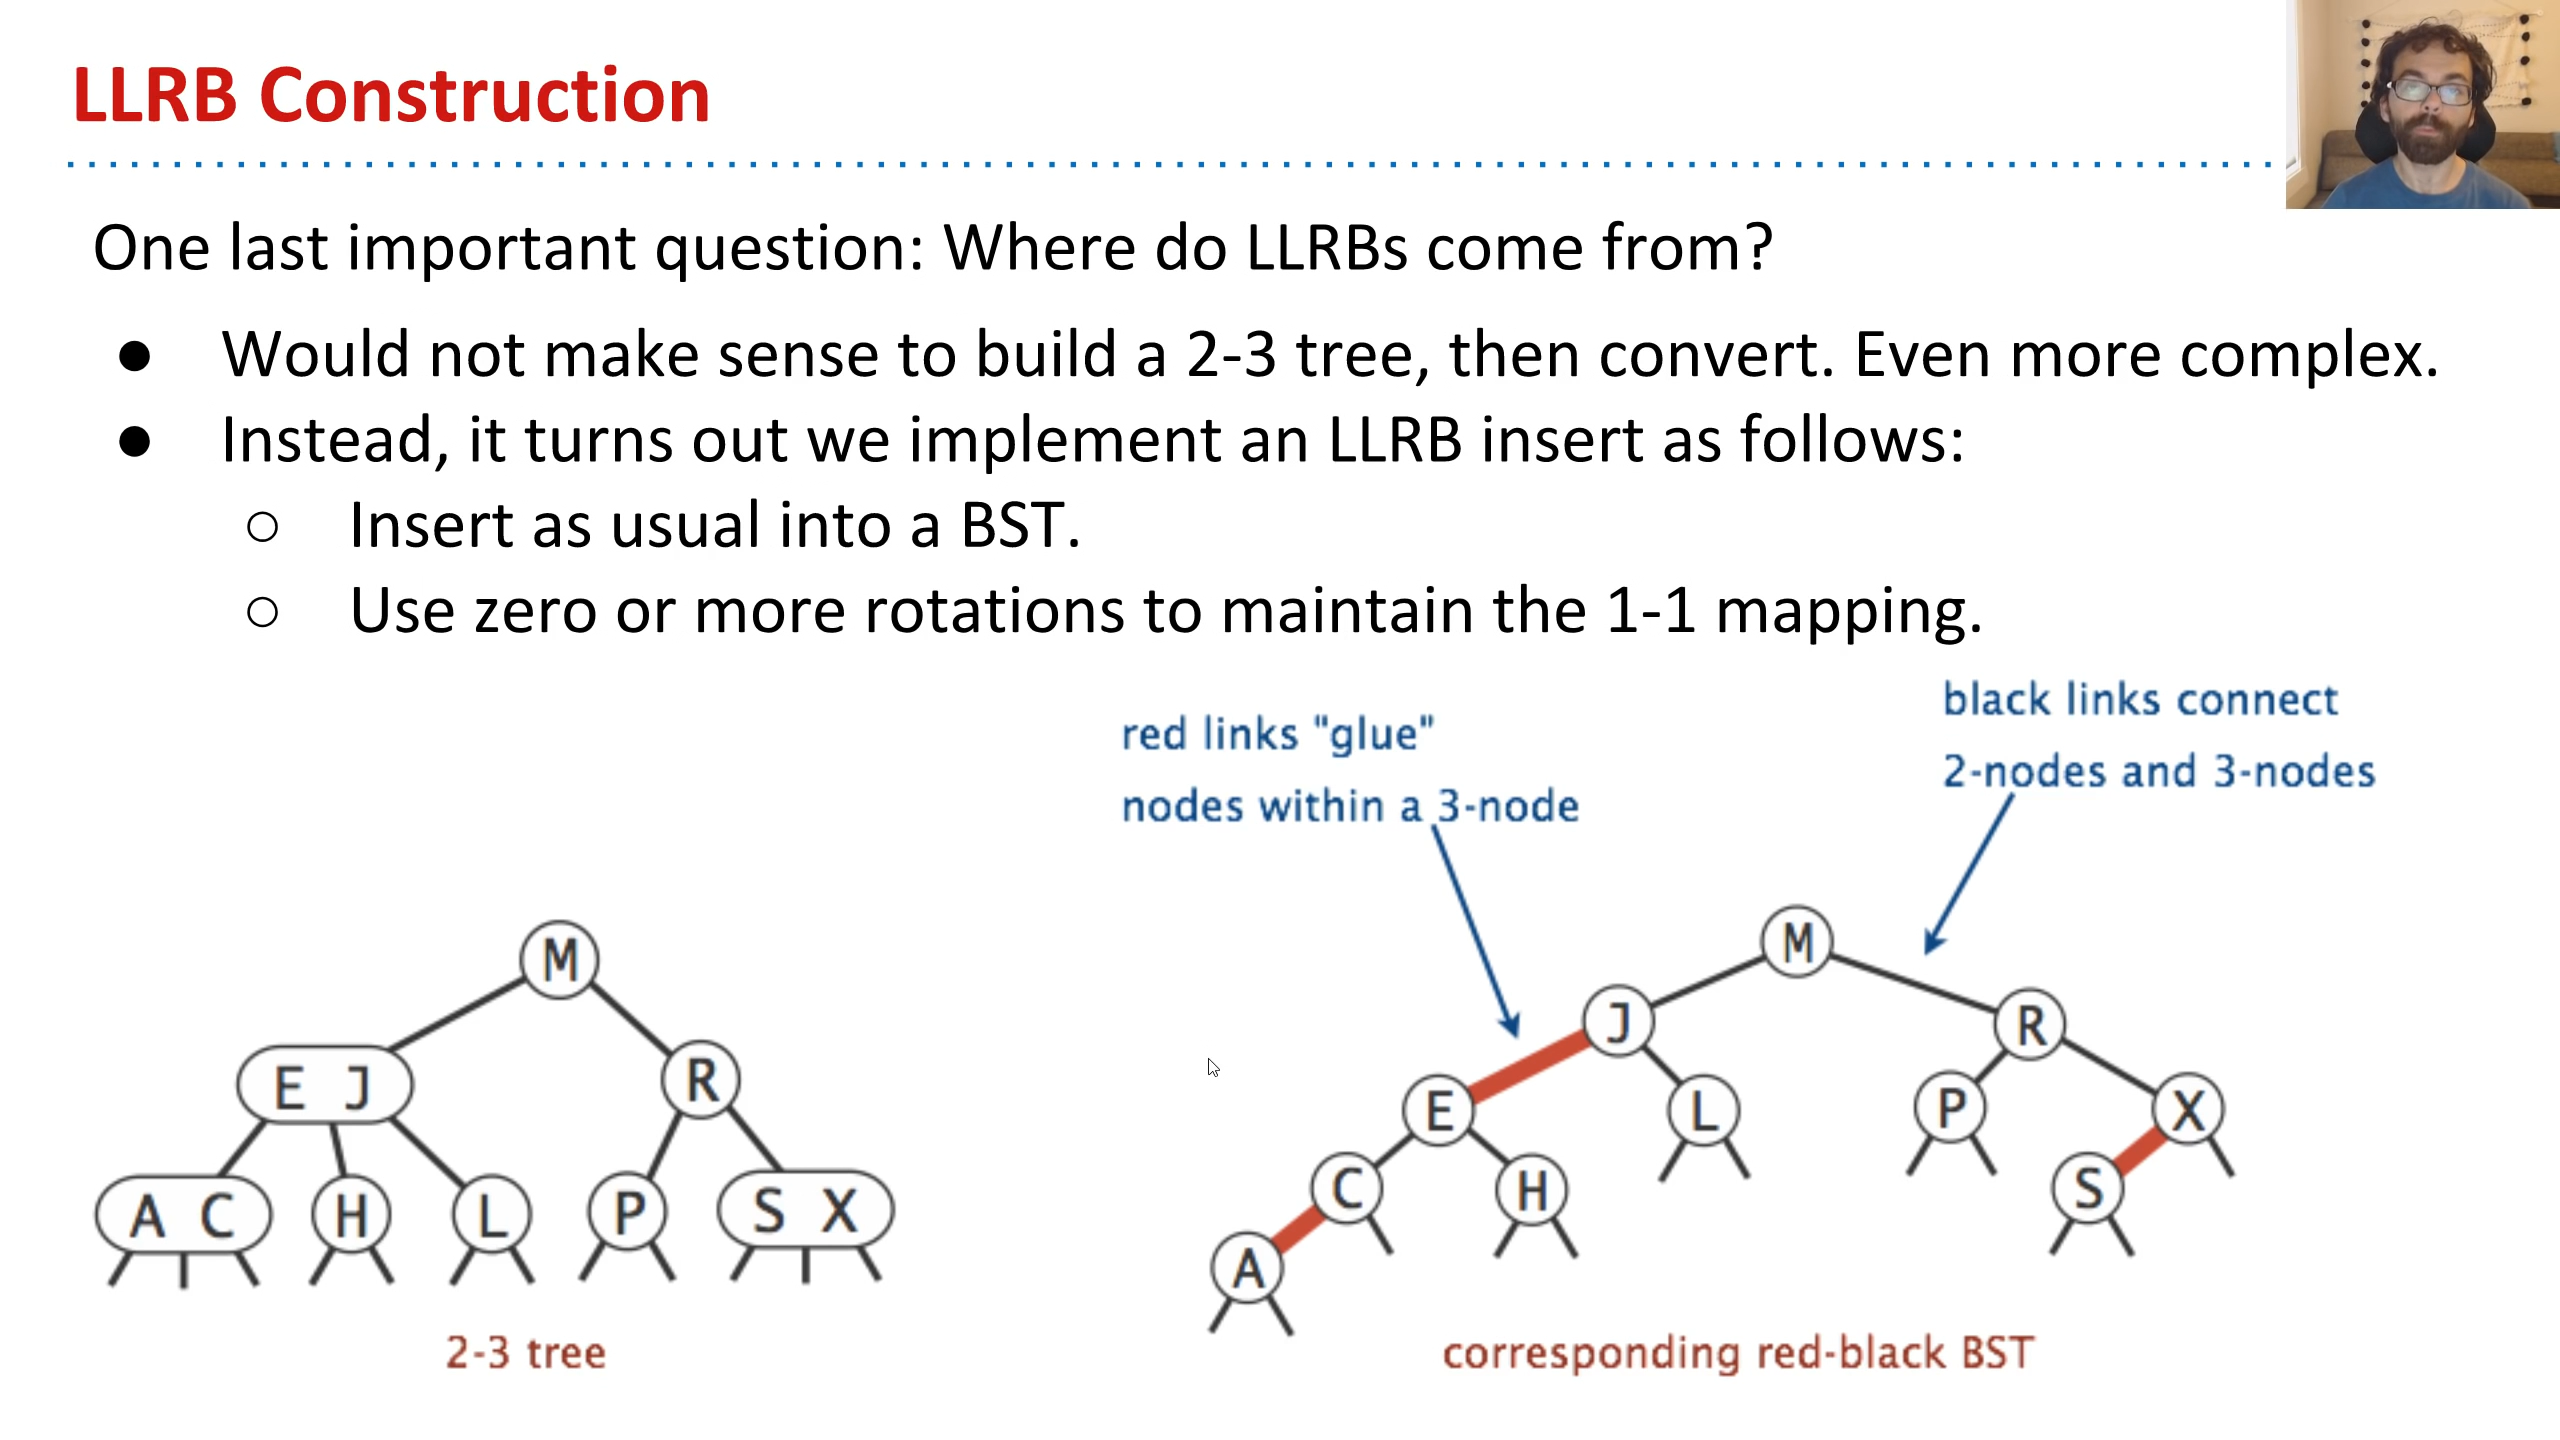 LLRB Construction
One last important question: Where do LLRBs come from?
● Would not make sense to build a 2-3 tree, then convert. Even more complex.
● Instead, it turns out we implement an LLRB insert as follows:
○ Insert as usual into a BST.
○ Use zero or more rotations to maintain the 1-1 mapping.
red links "glue"
nodes within a 3-node
black links connect
2-nodes and 3-nodes
M
E J
R
A C
H
L
P
S X
2-3 tree
M
J
R
E
L
P
X
C
H
S
A
corresponding red-black BST